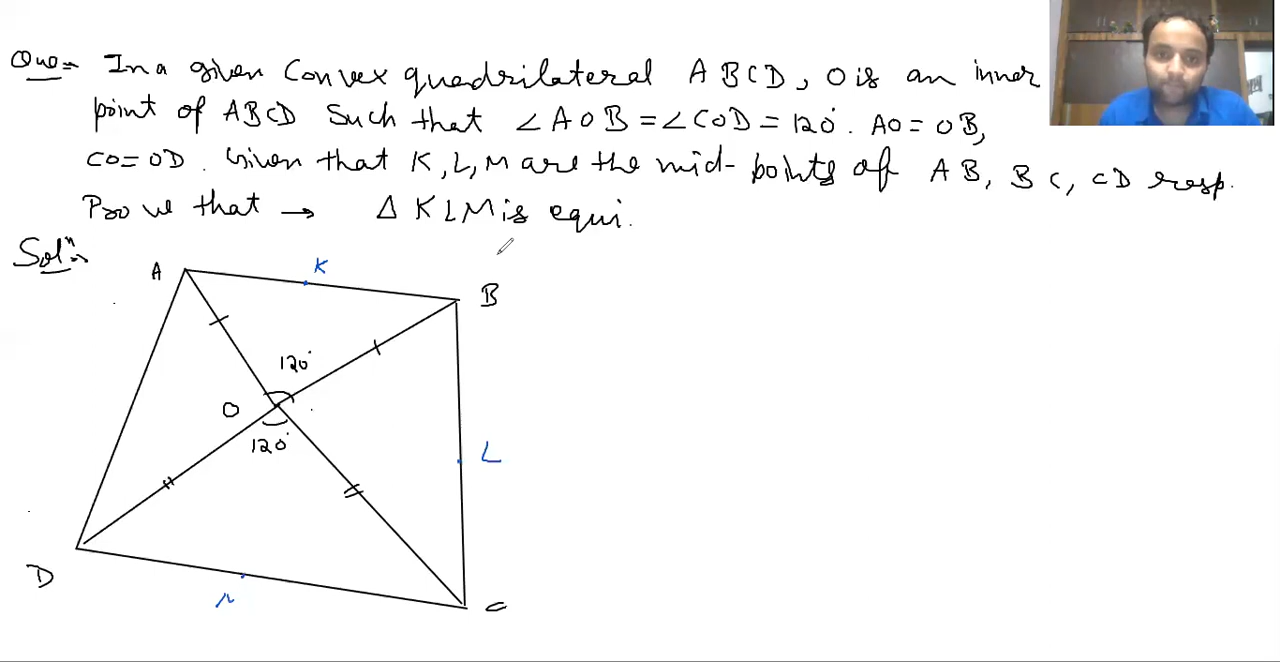 Que:- In a given Convex quadrilateral ABCD, O is an inner
point of ABCD Such that ∠AOB = ∠COD = 120°. AO = OB,
CO = OD. Given that K, L, M are the mid-points of AB, BC, CD resp.
Prove that → Δ KLM is equi.
Solⁿ:-
A
K
B
120°
O
120°
L
D
M
C